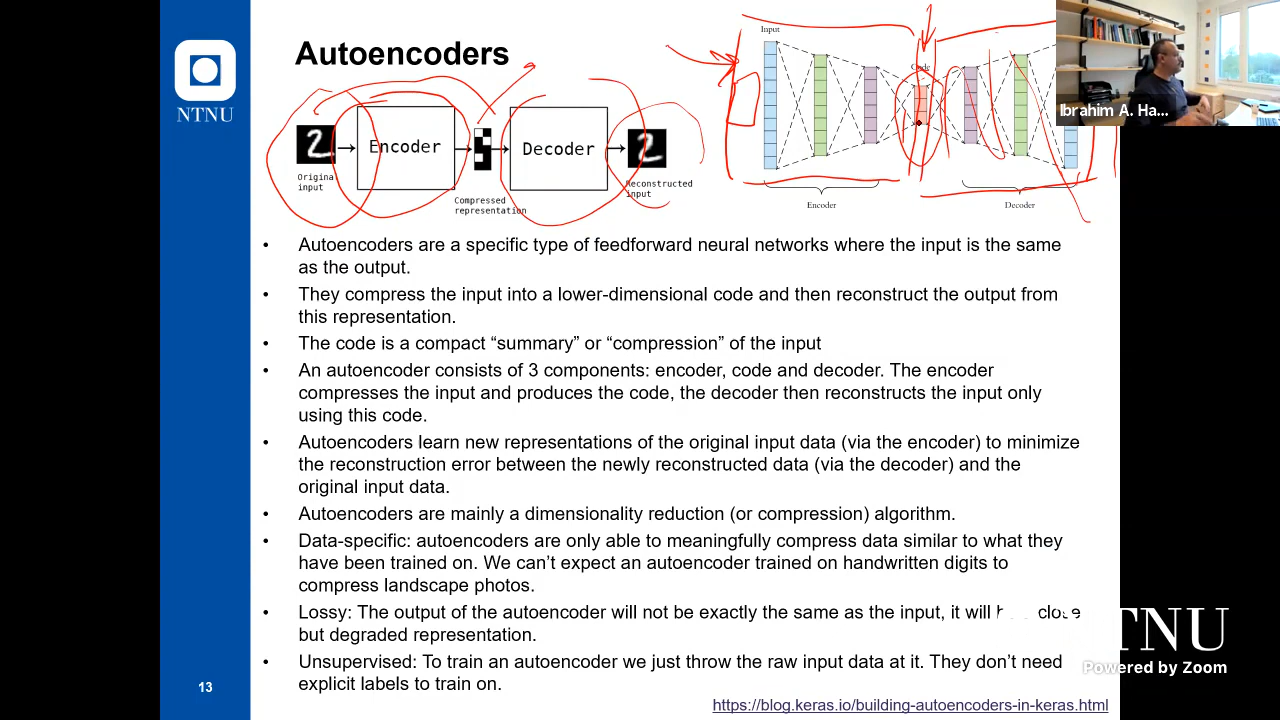 Autoencoders
NTNU
2
Original
input
Encoder
Compressed
representation
Decoder
2
Reconstructed
input
Input
Encoder
Decoder
Ibrahim A. Ha...
• Autoencoders are a specific type of feedforward neural networks where the input is the same
as the output.
• They compress the input into a lower-dimensional code and then reconstruct the output from
this representation.
• The code is a compact “summary” or “compression” of the input
• An autoencoder consists of 3 components: encoder, code and decoder. The encoder
compresses the input and produces the code, the decoder then reconstructs the input only
using this code.
• Autoencoders learn new representations of the original input data (via the encoder) to minimize
the reconstruction error between the newly reconstructed data (via the decoder) and the
original input data.
• Autoencoders are mainly a dimensionality reduction (or compression) algorithm.
• Data-specific: autoencoders are only able to meaningfully compress data similar to what they
have been trained on. We can’t expect an autoencoder trained on handwritten digits to
compress landscape photos.
• Lossy: The output of the autoencoder will not be exactly the same as the input, it will close
but degraded representation.
• Unsupervised: To train an autoencoder we just throw the raw input data at it. They don’t need
explicit labels to train on.
NTNU
Powered by Zoom
13
https://blog.keras.io/building-autoencoders-in-keras.html